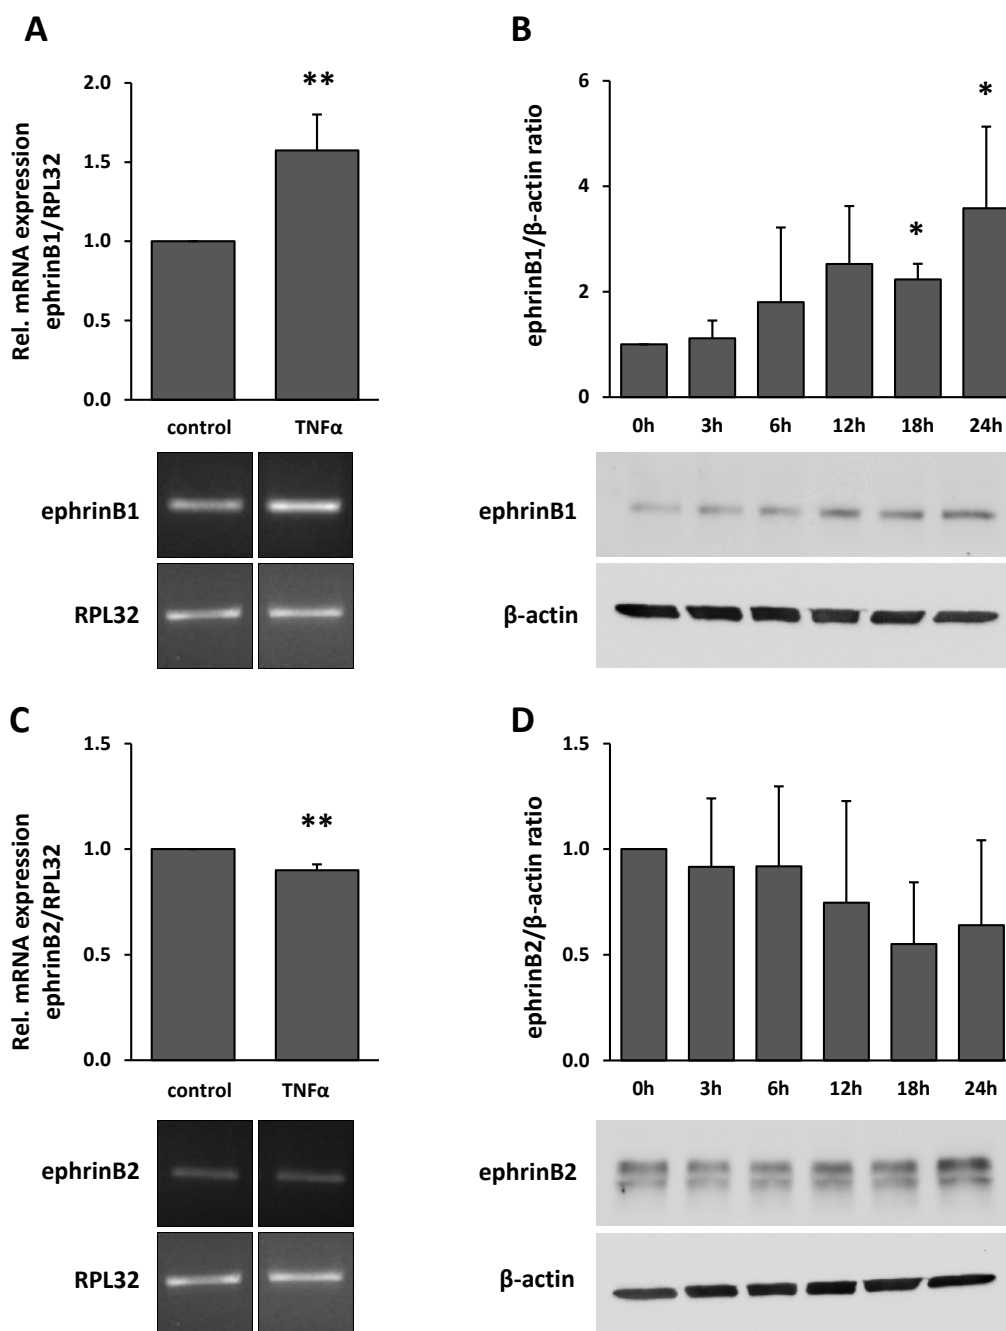 A
Rel. mRNA expression
ephrinB1/RPL32
2.0
1.5
1.0
0.5
0.0
**
control
TNFα
ephrinB1
RPL32
B
ephrinB1/β-actin ratio
6
4
2
0
*
*
0h
3h
6h
12h
18h
24h
ephrinB1
β-actin
C
Rel. mRNA expression
ephrinB2/RPL32
1.5
1.0
0.5
0.0
**
control
TNFα
ephrinB2
RPL32
D
ephrinB2/β-actin ratio
1.5
1.0
0.5
0.0
0h
3h
6h
12h
18h
24h
ephrinB2
β-actin